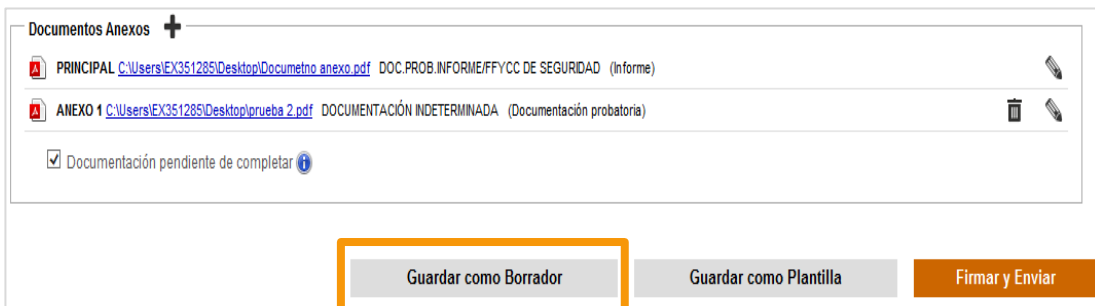 Documentos Anexos
PRINCIPAL C:\Users\EX351285\Desktop\Documetno anexo.pdf DOC.PROB.INFORME/FFYCC DE SEGURIDAD (Informe)
ANEXO 1 C:\Users\EX351285\Desktop\prueba 2.pdf DOCUMENTACIÓN INDETERMINADA (Documentación probatoria)
Documentación pendiente de completar
Guardar como Borrador Guardar como Plantilla Firmar y Enviar